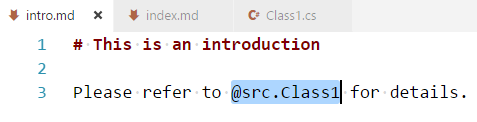 intro.md index.md Class1.cs
1 # This is an introduction
2
3 Please refer to @src.Class1 for details.